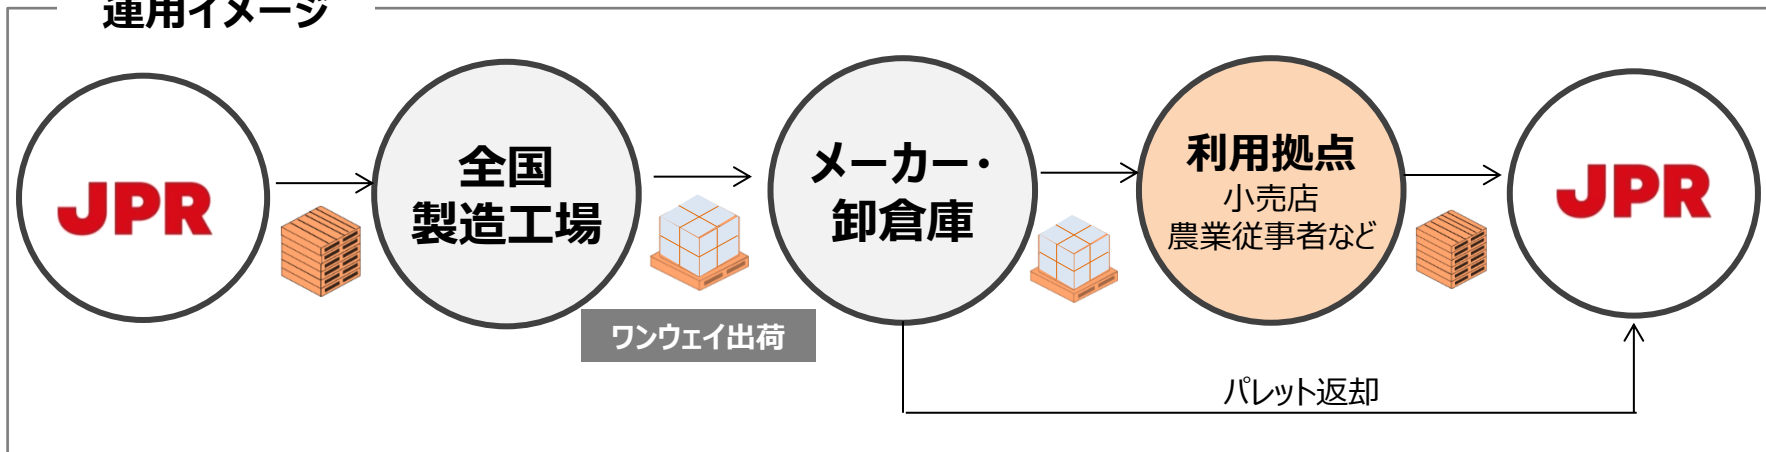 運用イメージ
JPR
全国
製造工場
ワンウェイ出荷
メーカー・
卸倉庫
利用拠点
小売店
農業従事者など
JPR
パレット返却